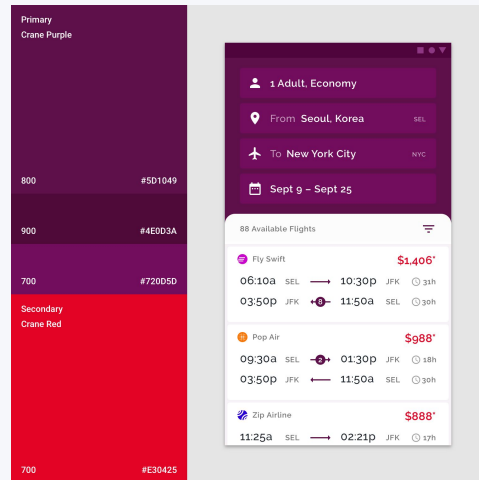 Primary
Crane Purple
800 #5D1049
900 #4E0D3A
700 #720D5D
Secondary
Crane Red
700 #E30425
1 Adult, Economy
From Seoul, Korea SEL
To New York City NYC
Sept 9 – Sept 25
88 Available Flights
Fly Swift $1,406*
06:10a SEL 10:30p JFK 31h
03:50p JFK 8 11:50a SEL 30h
Pop Air $988*
09:30a SEL 2 01:30p JFK 18h
03:50p JFK 11:50a SEL 30h
Zip Airline $888*
11:25a SEL 02:21p JFK 17h